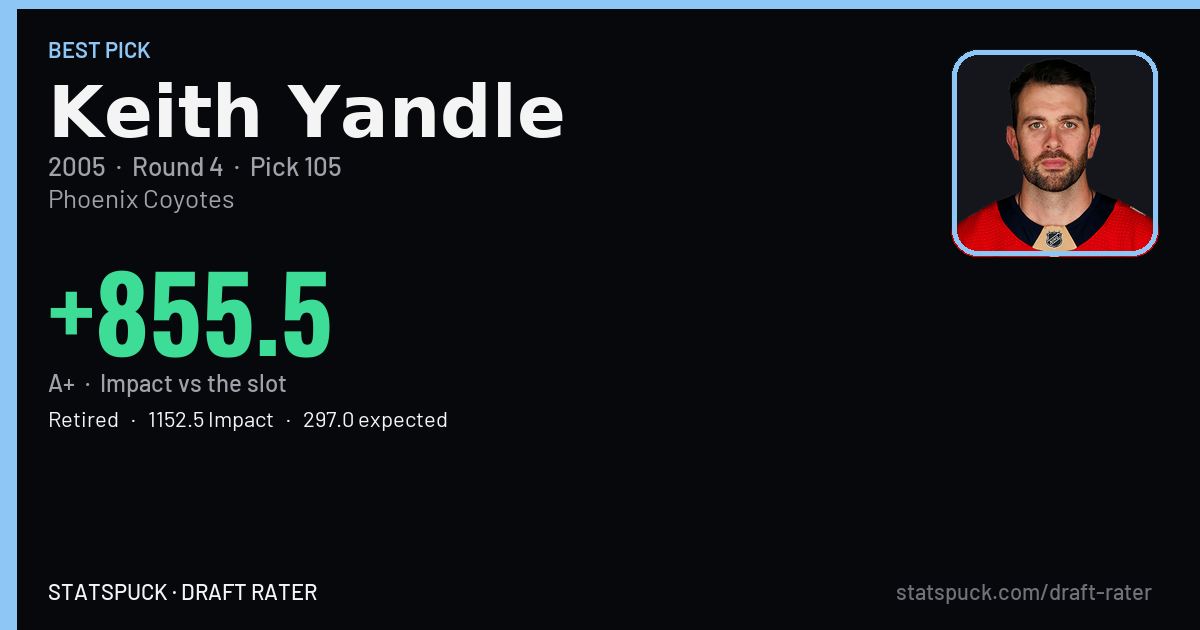 BEST PICK
Keith Yandle
2005 · Round 4 · Pick 105
Phoenix Coyotes
+855.5
A+ · Impact vs the slot
Retired · 1152.5 Impact · 297.0 expected
STATSPUCK · DRAFT RATER
statspuck.com/draft-rater